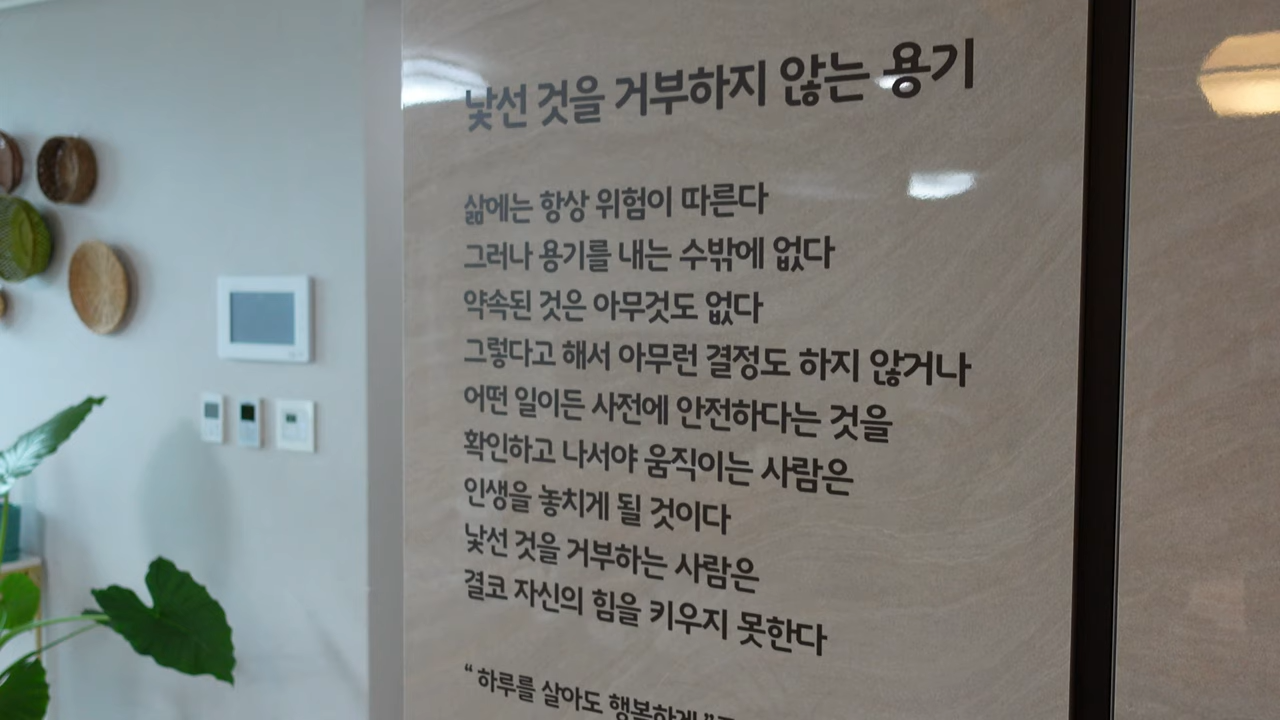 낯선 것을 거부하지 않는 용기
삶에는 항상 위험이 따른다
그러나 용기를 내는 수밖에 없다
약속된 것은 아무것도 없다
그렇다고 해서 아무런 결정도 하지 않거나
어떤 일이든 사전에 안전하다는 것을
확인하고 나서야 움직이는 사람은
인생을 놓치게 될 것이다
낯선 것을 거부하는 사람은
결코 자신의 힘을 키우지 못한다
“ 하루를 살아도 행복하게 ”